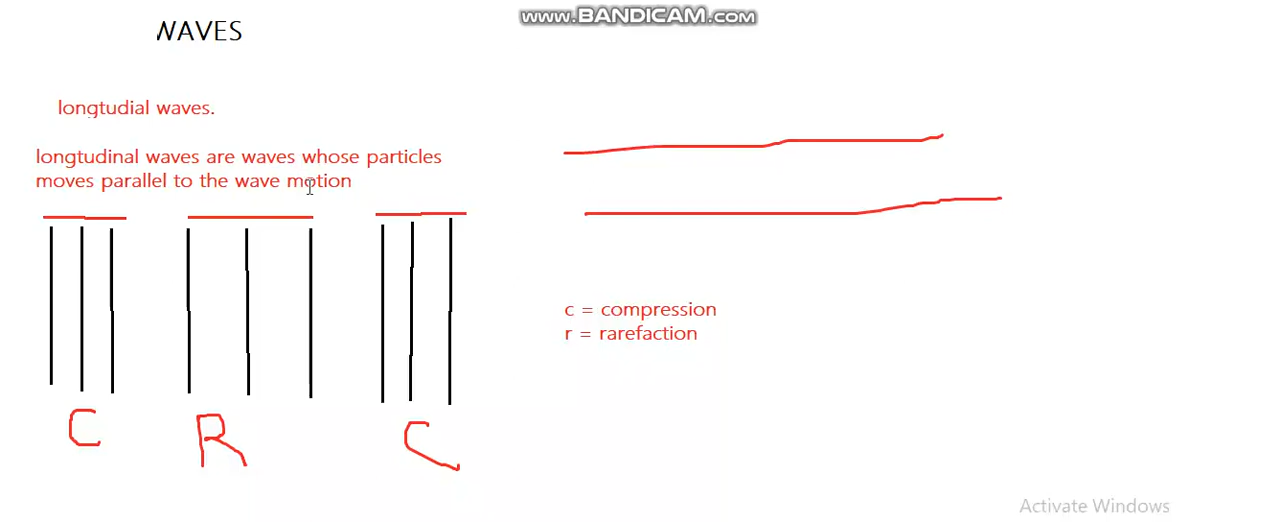 www.BANDICAM.com
WAVES
longtudial waves.
longtudinal waves are waves whose particles
moves parallel to the wave motion
c = compression
r = rarefaction
C R C
Activate Windows